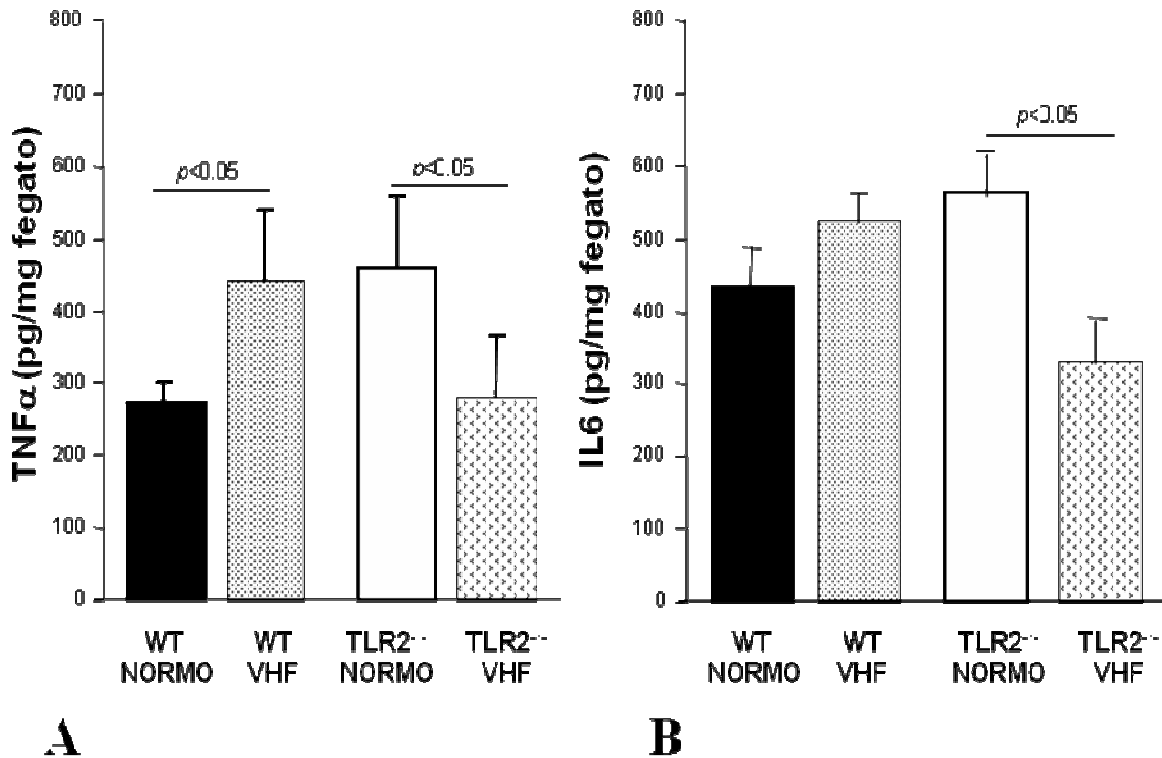 800
700
600
500
400
300
200
100
0
TNFα (pg/mg fegato)
p<0.05
p<0.05
WT NORMO
WT VHF
TLR2-/- NORMO
TLR2-/- VHF
A
800
700
600
500
400
300
200
100
0
IL6 (pg/mg fegato)
p<0.05
WT NORMO
WT VHF
TLR2-/- NORMO
TLR2-/- VHF
B